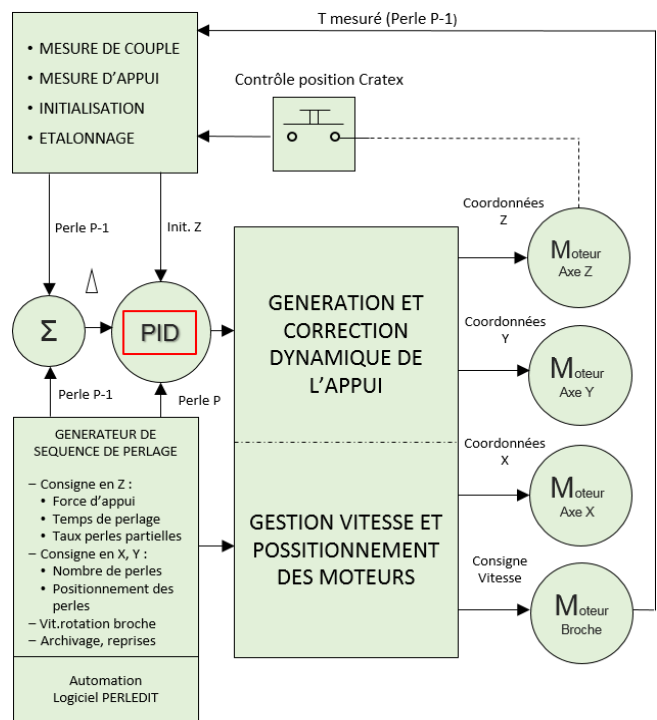 T mesuré (Perle P-1)
• MESURE DE COUPLE
• MESURE D'APPUI
• INITIALISATION
• ETALONNAGE
Contrôle position Cratex
Perle P-1
Init. Z
Δ
Σ
PID
Perle P-1
Perle P
GENERATION ET
CORRECTION
DYNAMIQUE DE
L'APPUI
GESTION VITESSE ET
POSSITIONNEMENT
DES MOTEURS
Coordonnées
Z
Moteur
Axe Z
Coordonnées
Y
Moteur
Axe Y
Coordonnées
X
Moteur
Axe X
Consigne
Vitesse
Moteur
Broche
GENERATEUR DE
SEQUENCE DE PERLAGE
– Consigne en Z :
• Force d'appui
• Temps de perlage
• Taux perles partielles
– Consigne en X, Y :
• Nombre de perles
• Positionnement des
perles
– Vit.rotation broche
– Archivage, reprises
Automation
Logiciel PERLEDIT